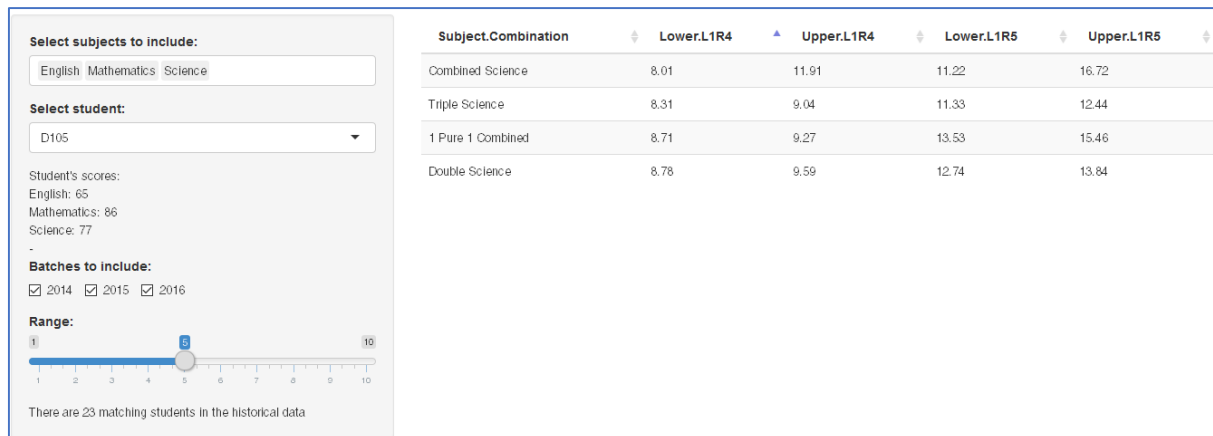 Select subjects to include:
English Mathematics Science
Select student:
D105
Student's scores:
English: 65
Mathematics: 86
Science: 77
-
Batches to include:
2014 2015 2016
Range:
1 5 10
1 2 3 4 5 6 7 8 9 10
There are 23 matching students in the historical data
Subject.Combination Lower.L1R4 Upper.L1R4 Lower.L1R5 Upper.L1R5
Combined Science 8.01 11.91 11.22 16.72
Triple Science 8.31 9.04 11.33 12.44
1 Pure 1 Combined 8.71 9.27 13.53 15.46
Double Science 8.78 9.59 12.74 13.84